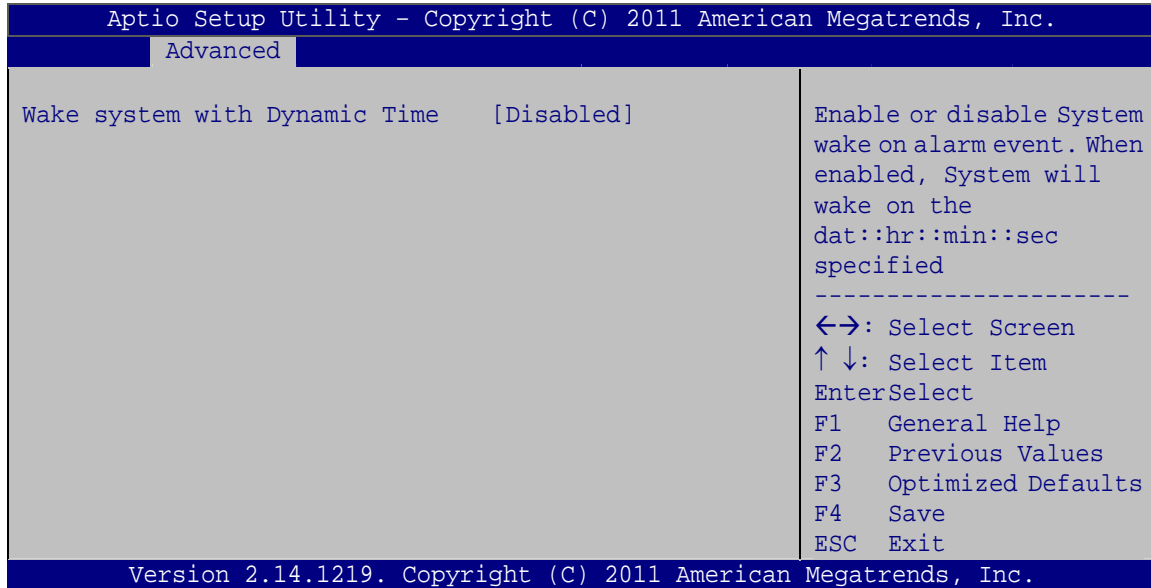 Aptio Setup Utility – Copyright (C) 2011 American Megatrends, Inc.
Advanced
Wake system with Dynamic Time [Disabled]
Enable or disable System
wake on alarm event. When
enabled, System will
wake on the
dat::hr::min::sec
specified
----------------------
←→: Select Screen
↑ ↓: Select Item
EnterSelect
F1 General Help
F2 Previous Values
F3 Optimized Defaults
F4 Save
ESC Exit
Version 2.14.1219. Copyright (C) 2011 American Megatrends, Inc.